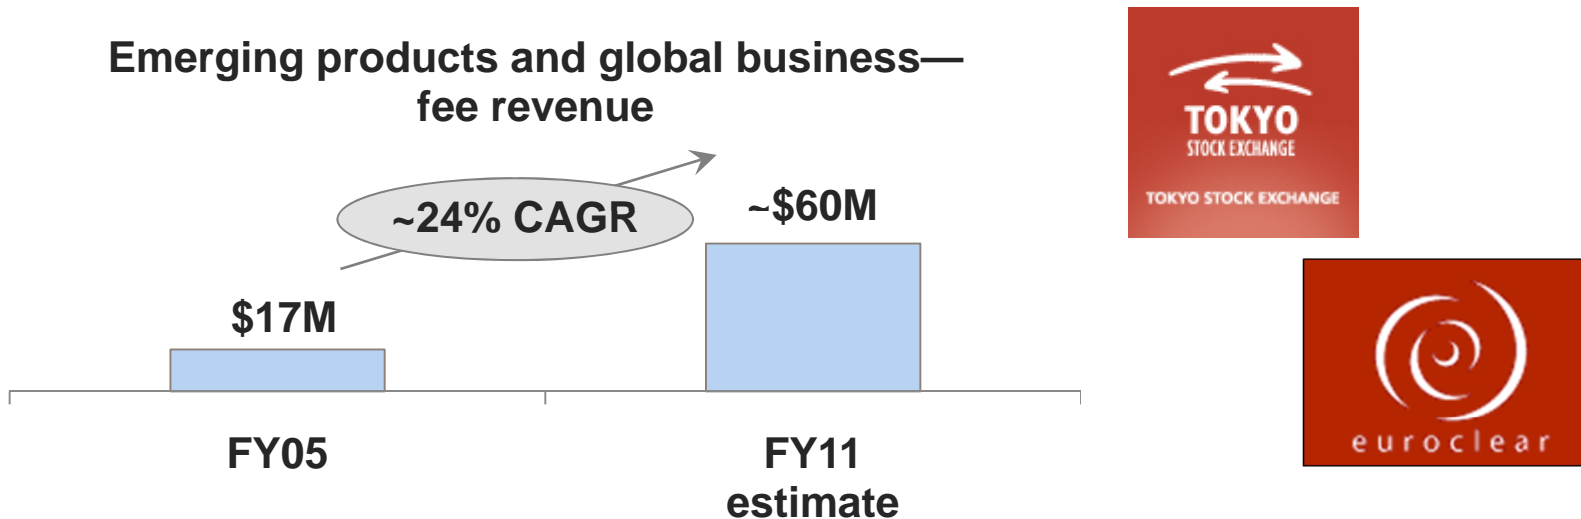 Emerging products and global business—
fee revenue
~24% CAGR
~$60M
$17M
FY05
FY11
estimate
TOKYO
STOCK EXCHANGE
TOKYO STOCK EXCHANGE
euroclear